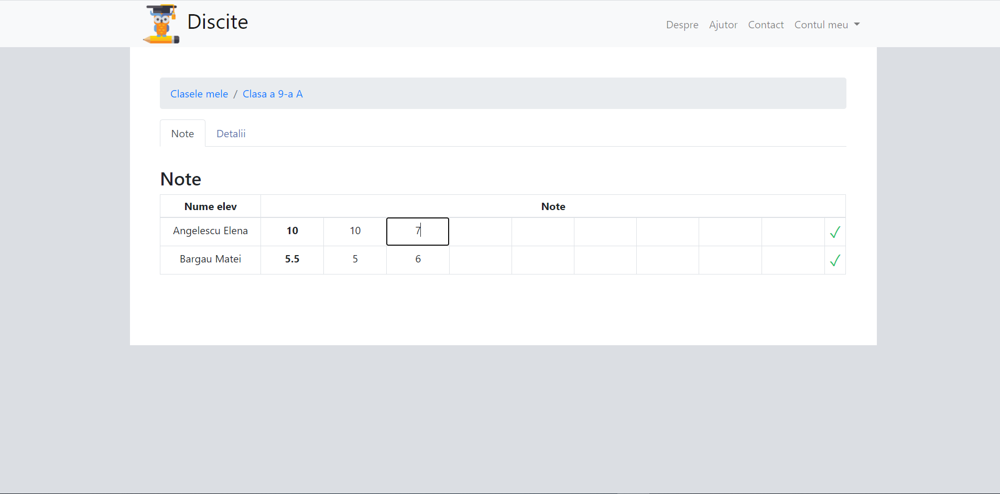 Discite
Despre Ajutor Contact Contul meu
Clasele mele / Clasa a 9-a A
Note Detalii
Note
Nume elev Note
Angelescu Elena 10 10 7
Bargau Matei 5.5 5 6